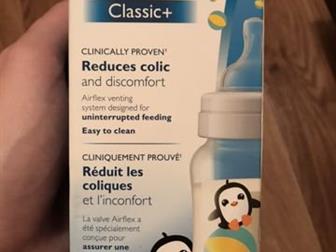 Classic+
CLINICALLY PROVEN¹
Reduces colic
and discomfort
Airflex venting
system designed for
uninterrupted feeding
Easy to clean
CLINIQUEMENT PROUVÉ¹
Réduit les
coliques
et l'inconfort
La valve Airflex a
été spécialement
conçue pour
assurer une